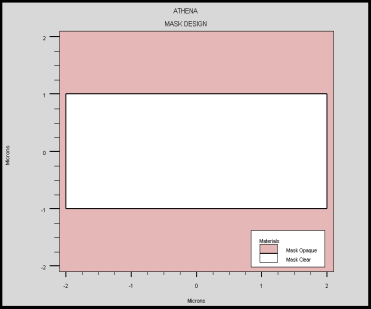 ATHENA
MASK DESIGN
2
1
0
-1
-2
Microns
-2
-1
0
1
2
Microns
Materials
Mask Opaque
Mask Clear